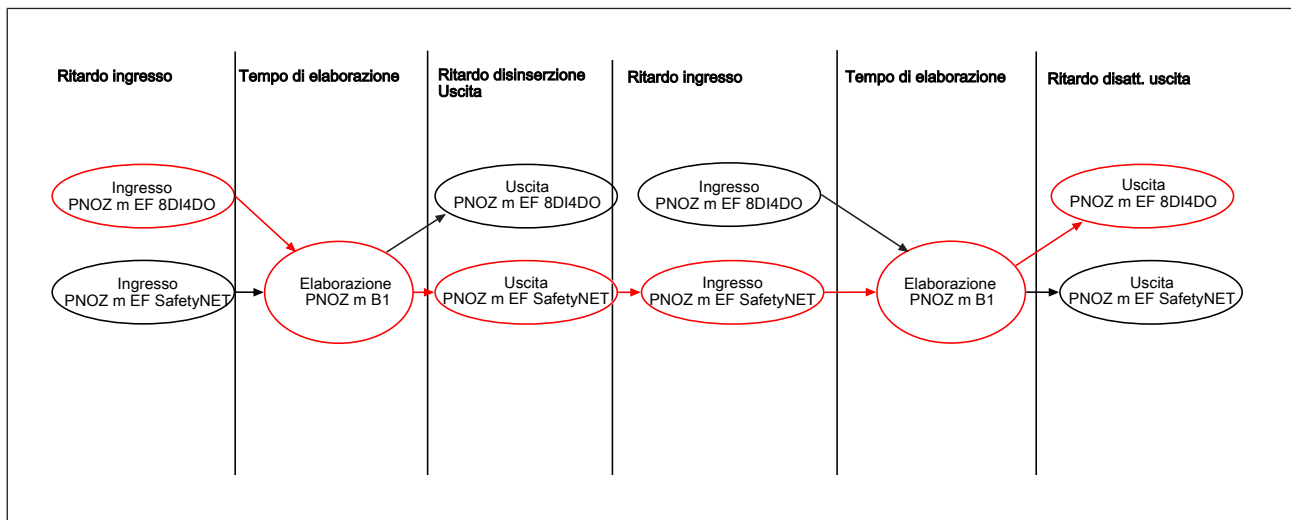 Ritardo ingresso
Tempo di elaborazione
Ritardo disinserzione
Uscita
Ritardo ingresso
Tempo di elaborazione
Ritardo disatt. uscita
Ingresso
PNOZ m EF 8DI4DO
Uscita
PNOZ m EF 8DI4DO
Ingresso
PNOZ m EF 8DI4DO
Uscita
PNOZ m EF 8DI4DO
Ingresso
PNOZ m EF SafetyNET
Elaborazione
PNOZ m B1
Uscita
PNOZ m EF SafetyNET
Ingresso
PNOZ m EF SafetyNET
Elaborazione
PNOZ m B1
Uscita
PNOZ m EF SafetyNET